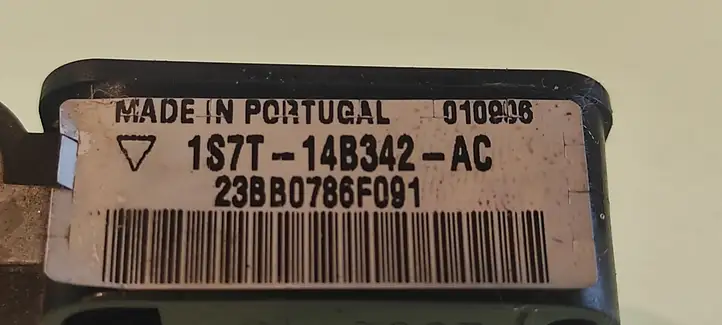 MADE IN PORTUGAL 010906
1S7T-14B342-AC
23BB0786F091